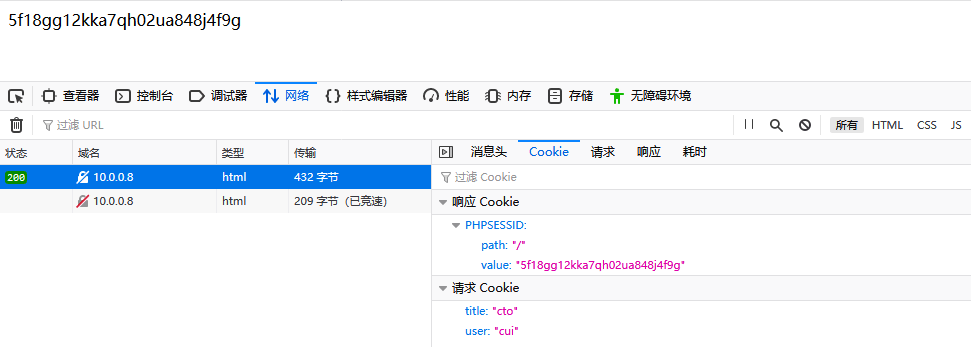 5f18gg12kka7qh02ua848j4f9g
查看器 控制台 调试器 网络 样式编辑器 性能 内存 存储 无障碍环境
过滤 URL 所有 HTML CSS JS
状态 域名 类型 传输 消息头 Cookie 请求 响应 耗时
200 10.0.0.8 html 432 字节
过滤 Cookie
10.0.0.8 html 209 字节（已竞速）
响应 Cookie
PHPSESSID:
path: "/"
value: "5f18gg12kka7qh02ua848j4f9g"
请求 Cookie
title: "cto"
user: "cui"